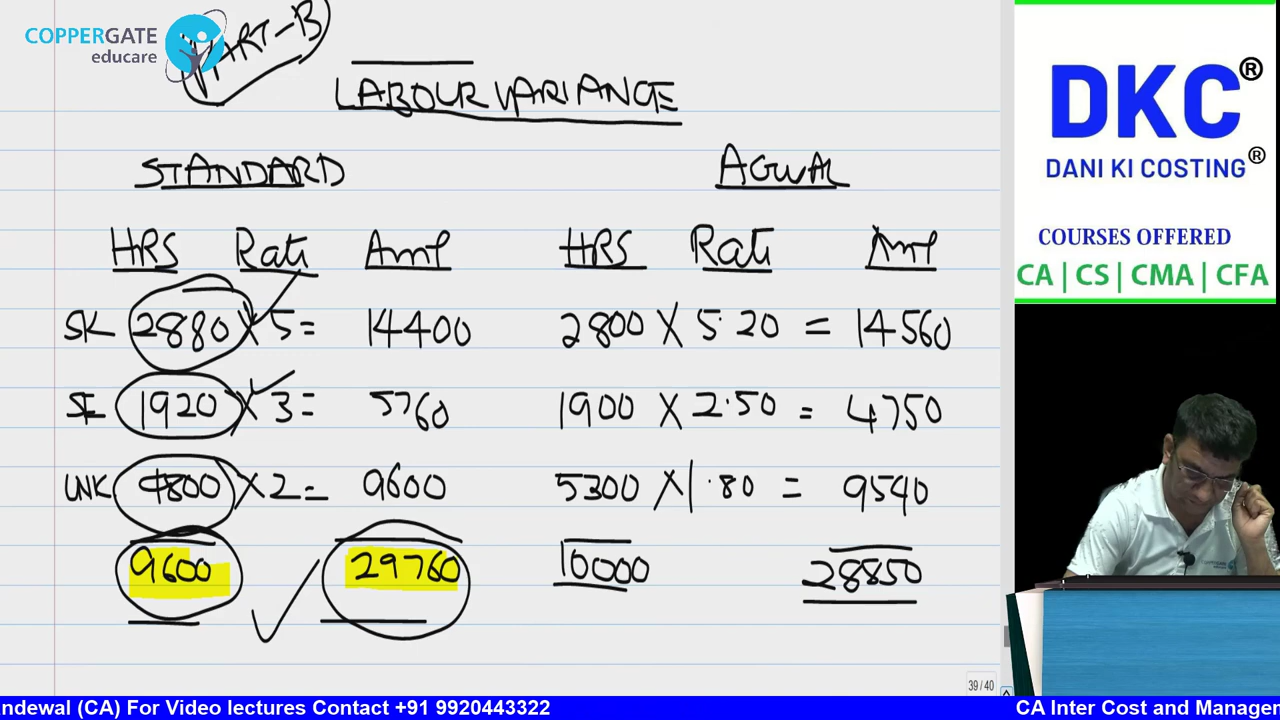 COPPERGATE
educare
PART-B
LABOUR VARIANCE
STANDARD
ACTUAL
HRS Rate Amt HRS Rate Amt
SK 2880 X 5 = 14400 2800 X 5.20 = 14560
1920 X 3 = 5760 1900 X 2.50 = 4750
UNK 4800 X 2 = 9600 5300 X 1.80 = 9540
9600 29760 10000 28850
39 / 40
DKC®
DANI KI COSTING®
COURSES OFFERED
CA | CS | CMA | CFA
ndewal (CA) For Video lectures Contact +91 9920443322
CA Inter Cost and Manager